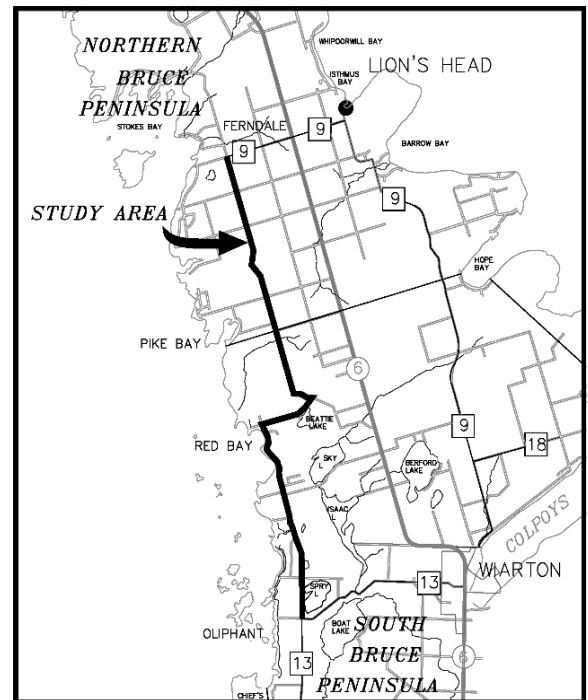 NORTHERN
BRUCE
PENINSULA
WHIPOORWILL BAY
ISTHMUS
BAY
LION'S HEAD
STOKES BAY
FERNDALE
9
9
BARROW BAY
9
STUDY AREA
HOPE
BAY
PIKE BAY
6
BEATTIE
LAKE
RED BAY
9
18
SKY
L
BERFORD
LAKE
ISAAC
L
COLPOYS
WIARTON
SPRY
L
13
OLIPHANT
BOAT
LAKE
SOUTH
BRUCE
PENINSULA
13
6
CHIEF'S